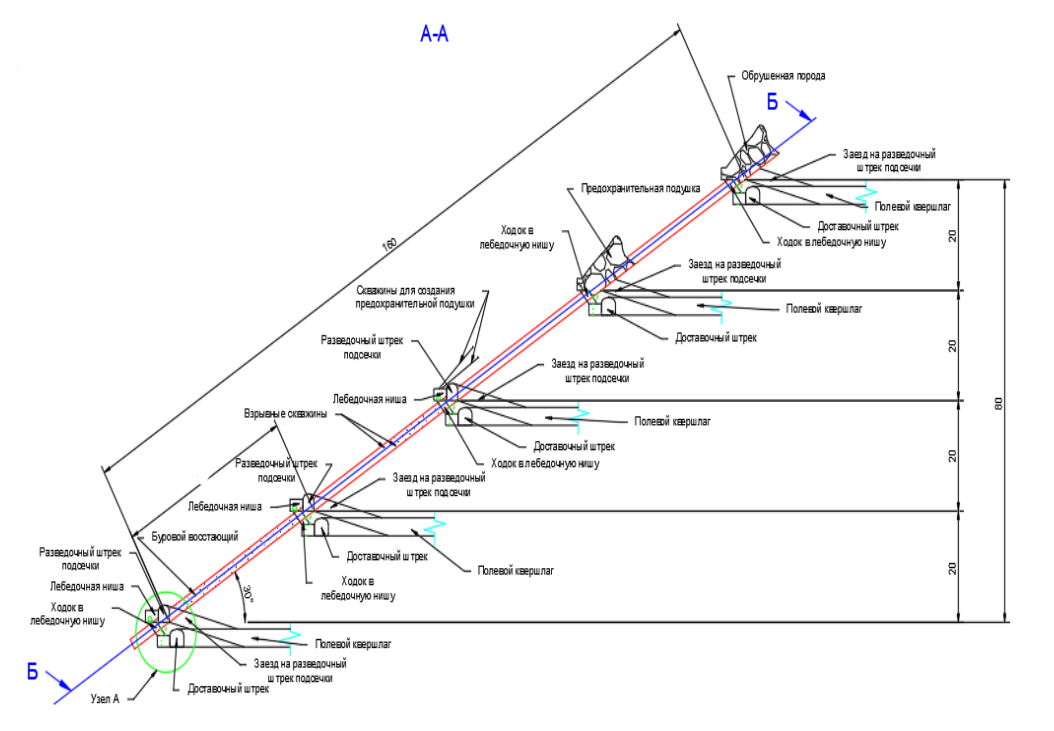 А-А
Обрушенная порода
Б
Заезд на разведочный
штрек подсечки
Предохранительная подушка
Полевой квершлаг
Доставочный штрек
Ходок в лебедочную нишу
20
Ходок в
лебедочную нишу
160
Заезд на разведочный
штрек подсечки
Скважины для создания
предохранительной подушки
Полевой квершлаг
Доставочный штрек
20
Разведочный штрек
подсечки
Заезд на разведочный
штрек подсечки
Лебедочная ниша
80
Взрывные скважины
Полевой квершлаг
Доставочный штрек
Ходок в лебедочную нишу
20
Разведочный штрек
подсечки
Заезд на разведочный
штрек подсечки
Лебедочная ниша
Буровой восстающий
Доставочный штрек
Полевой квершлаг
20
Разведочный штрек
подсечки
Лебедочная ниша
Ходок в
лебедочную нишу
30°
Ходок в
лебедочную нишу
Полевой квершлаг
Заезд на разведочный
штрек подсечки
Б
Доставочный штрек
Узел А